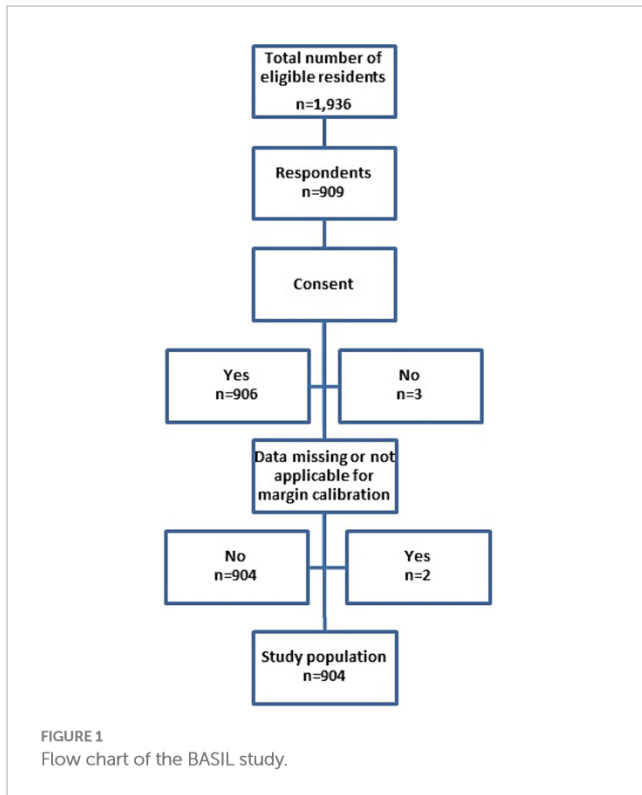 Total number of
eligible residents
n=1,936
Respondents
n=909
Consent
Yes
n=906
No
n=3
Data missing or not
applicable for
margin calibration
No
n=904
Yes
n=2
Study population
n=904
FIGURE 1
Flow chart of the BASIL study.